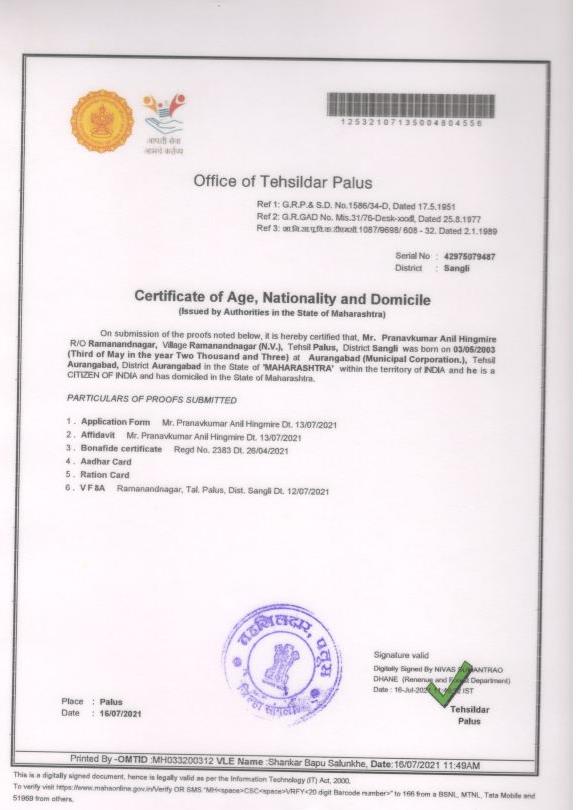 आपली सेवा
आमचे कर्तव्य
12532107135004804556
Office of Tehsildar Palus
Ref 1: G.R.P.& S.D. No.1586/34-D, Dated 17.5.1951
Ref 2: G.R.GAD No. Mis.31/76-Desk-xxodl, Dated 25.8.1977
Ref 3: 1087/9698/ 608 - 32. Dated 2.1.1989
Serial No : 42975079487
District : Sangli
Certificate of Age, Nationality and Domicile
(Issued by Authorities in the State of Maharashtra)
On submission of the proofs noted below, it is hereby certified that, Mr. Pranavkumar Anil Hingmire
R/O Ramanandnagar, Village Ramanandnagar (N.V.), Tehsil Palus, District Sangli was born on 03/05/2003
(Third of May in the year Two Thousand and Three) at Aurangabad (Municipal Corporation.), Tehsil
Aurangabad, District Aurangabad in the State of 'MAHARASHTRA' within the territory of INDIA and he is a
CITIZEN OF INDIA and has domiciled in the State of Maharashtra.
PARTICULARS OF PROOFS SUBMITTED
1 . Application Form Mr. Pranavkumar Anil Hingmire Dt. 13/07/2021
2 . Affidavit Mr. Pranavkumar Anil Hingmire Dt. 13/07/2021
3 . Bonafide certificate Regd No. 2383 Dt. 26/04/2021
4 . Aadhar Card
5 . Ration Card
6 . V F 8A Ramanandnagar, Tal. Palus, Dist. Sangli Dt. 12/07/2021
तहसिलदार, पलूस
जिल्हा सांगली
Signature valid
Digitally Signed By NIVAS
DHANE (Revenue and Forest Department)
Date : 16-Jul-2021 IST
Tehsildar
Palus
Place : Palus
Date : 16/07/2021
Printed By -OMTID :MH033200312 VLE Name :Shankar Bapu Salunkhe, Date:16/07/2021 11:49AM
This is a digitally signed document, hence is legally valid as per the Information Technology (IT) Act, 2000.
To verify visit https://www.mahaonline.gov.in/Verify OR SMS "MH<space>CSC<space>VRFY<20 digit Barcode number>" to 166 from a BSNL, MTNL, Tata Mobile and
51969 from others.